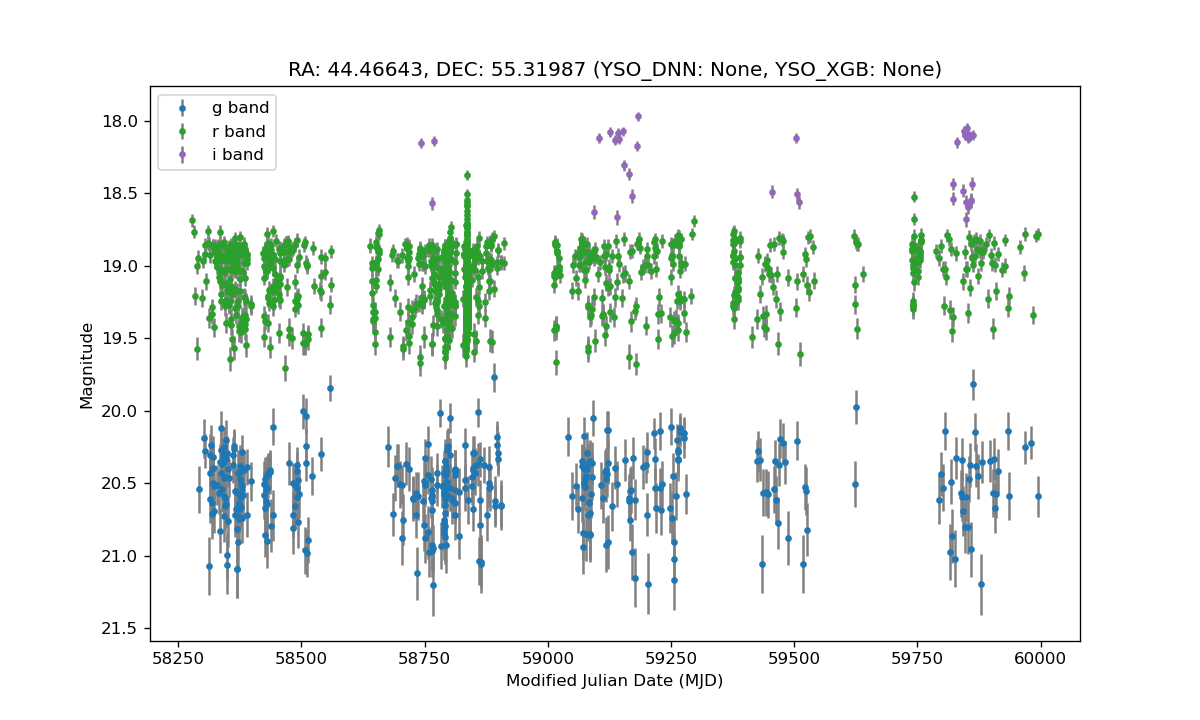 RA: 44.46643, DEC: 55.31987 (YSO_DNN: None, YSO_XGB: None)
g band
r band
i band
18.0
18.5
19.0
19.5
20.0
20.5
21.0
21.5
Magnitude
58250
58500
58750
59000
59250
59500
59750
60000
Modified Julian Date (MJD)